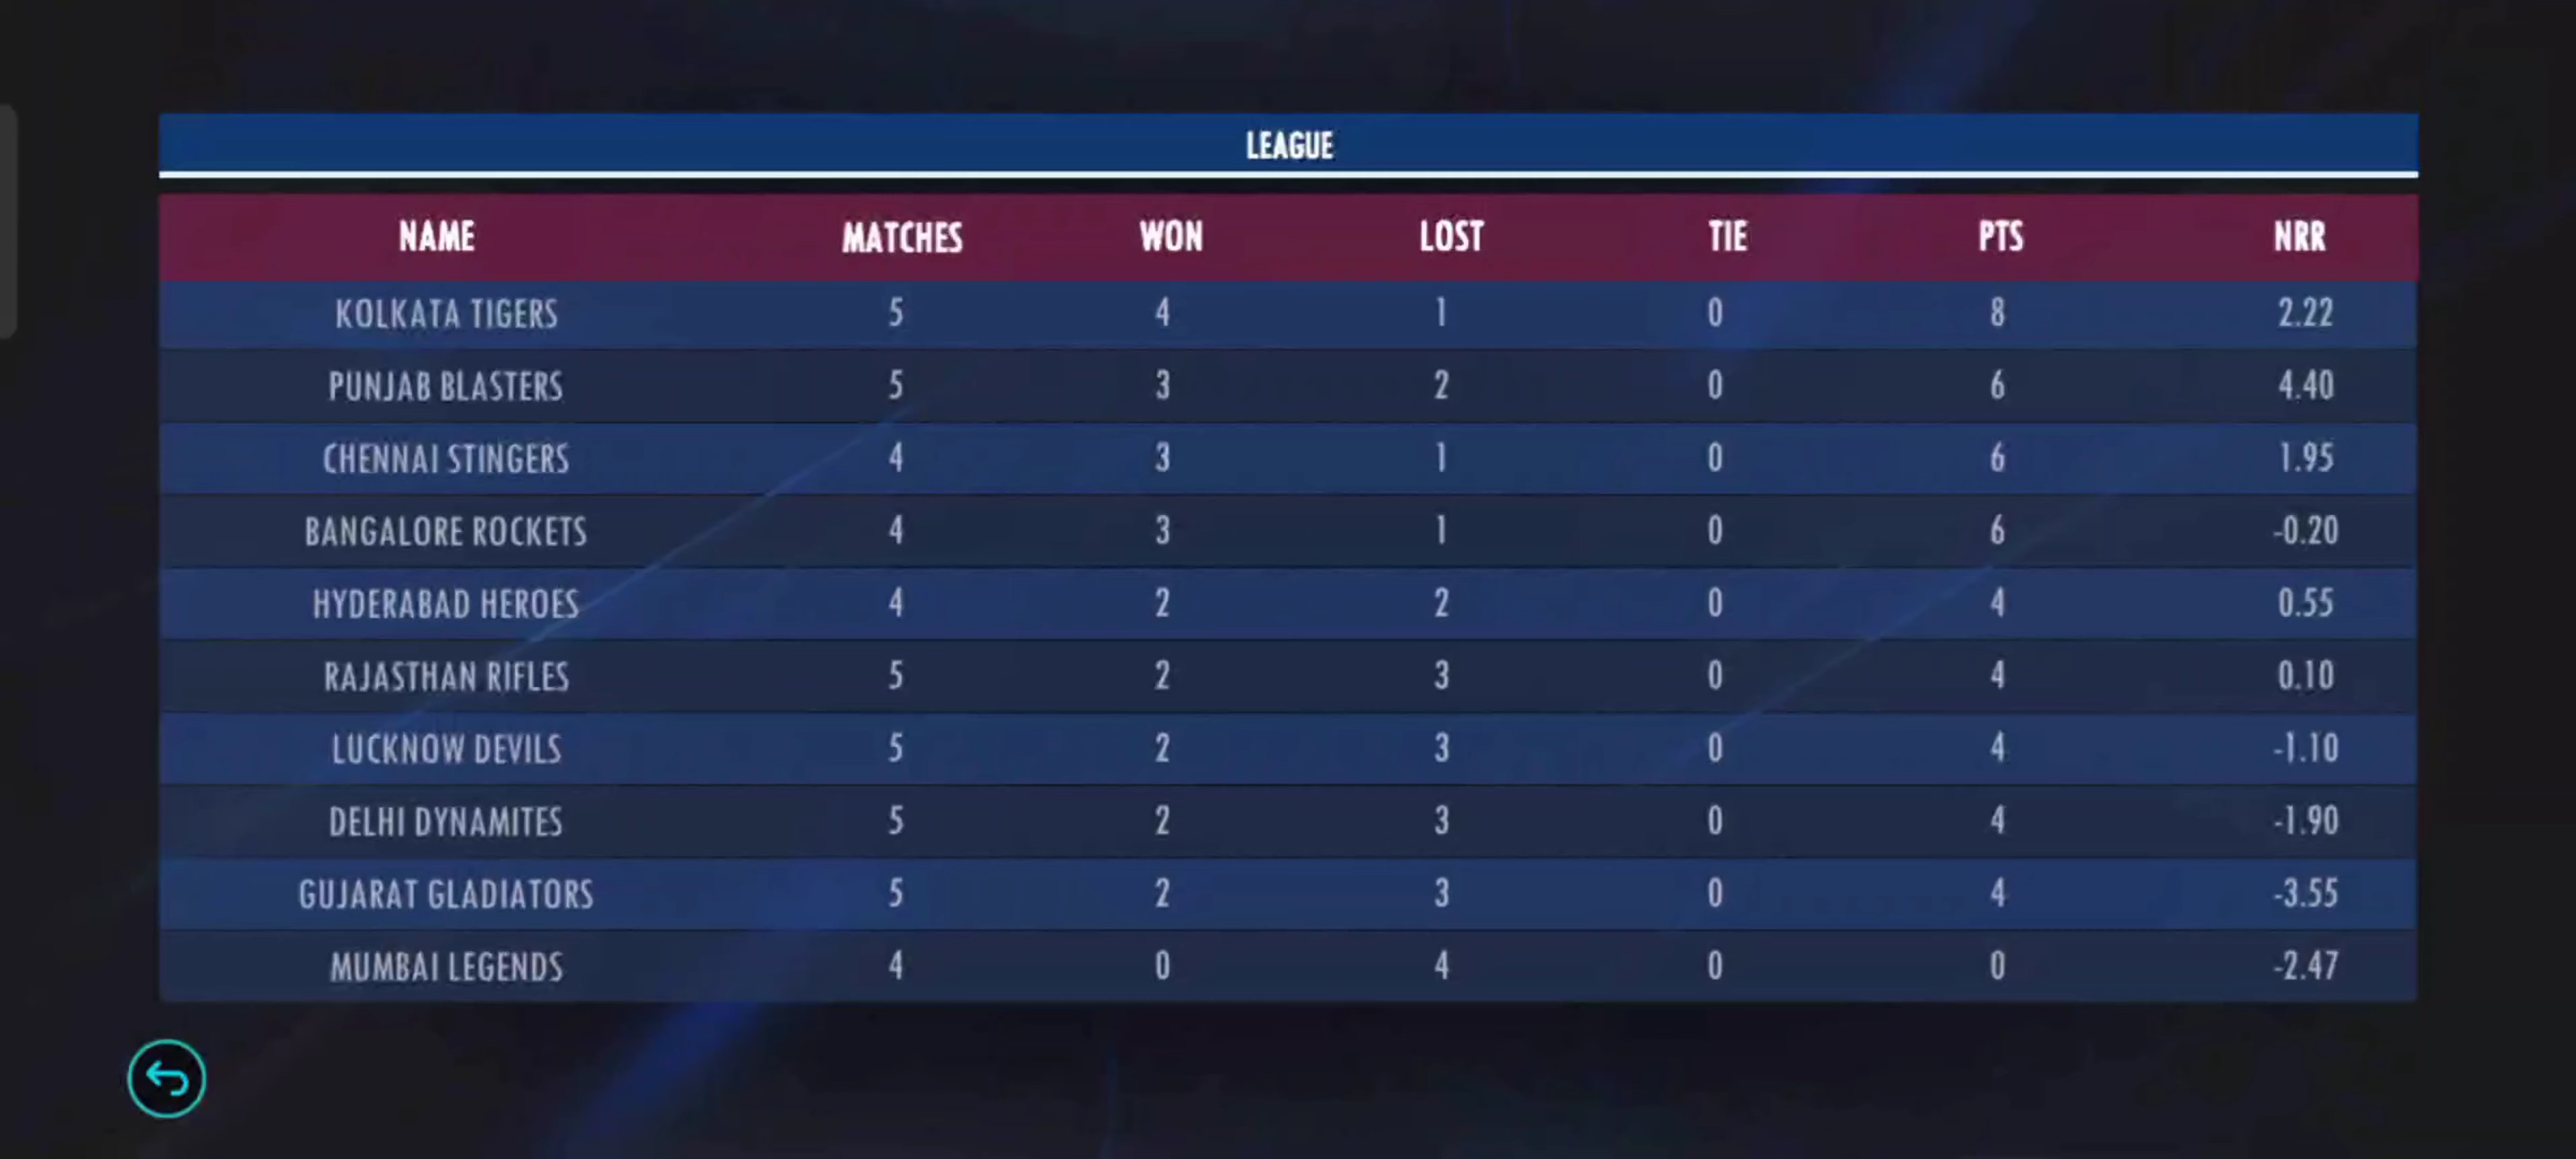 LEAGUE
NAME MATCHES WON LOST TIE PTS NRR
KOLKATA TIGERS 5 4 1 0 8 2.22
PUNJAB BLASTERS 5 3 2 0 6 4.40
CHENNAI STINGERS 4 3 1 0 6 1.95
BANGALORE ROCKETS 4 3 1 0 6 -0.20
HYDERABAD HEROES 4 2 2 0 4 0.55
RAJASTHAN RIFLES 5 2 3 0 4 0.10
LUCKNOW DEVILS 5 2 3 0 4 -1.10
DELHI DYNAMITES 5 2 3 0 4 -1.90
GUJARAT GLADIATORS 5 2 3 0 4 -3.55
MUMBAI LEGENDS 4 0 4 0 0 -2.47